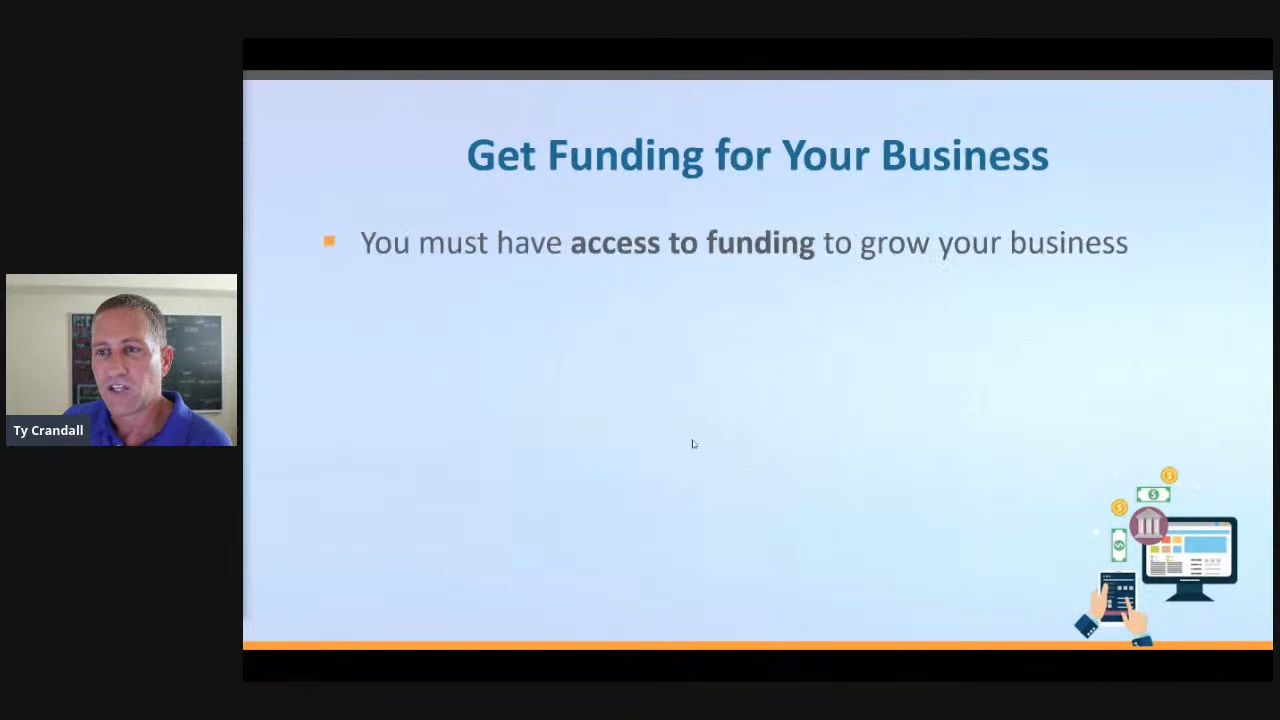 Get Funding for Your Business
You must have access to funding to grow your business
Ty Crandall